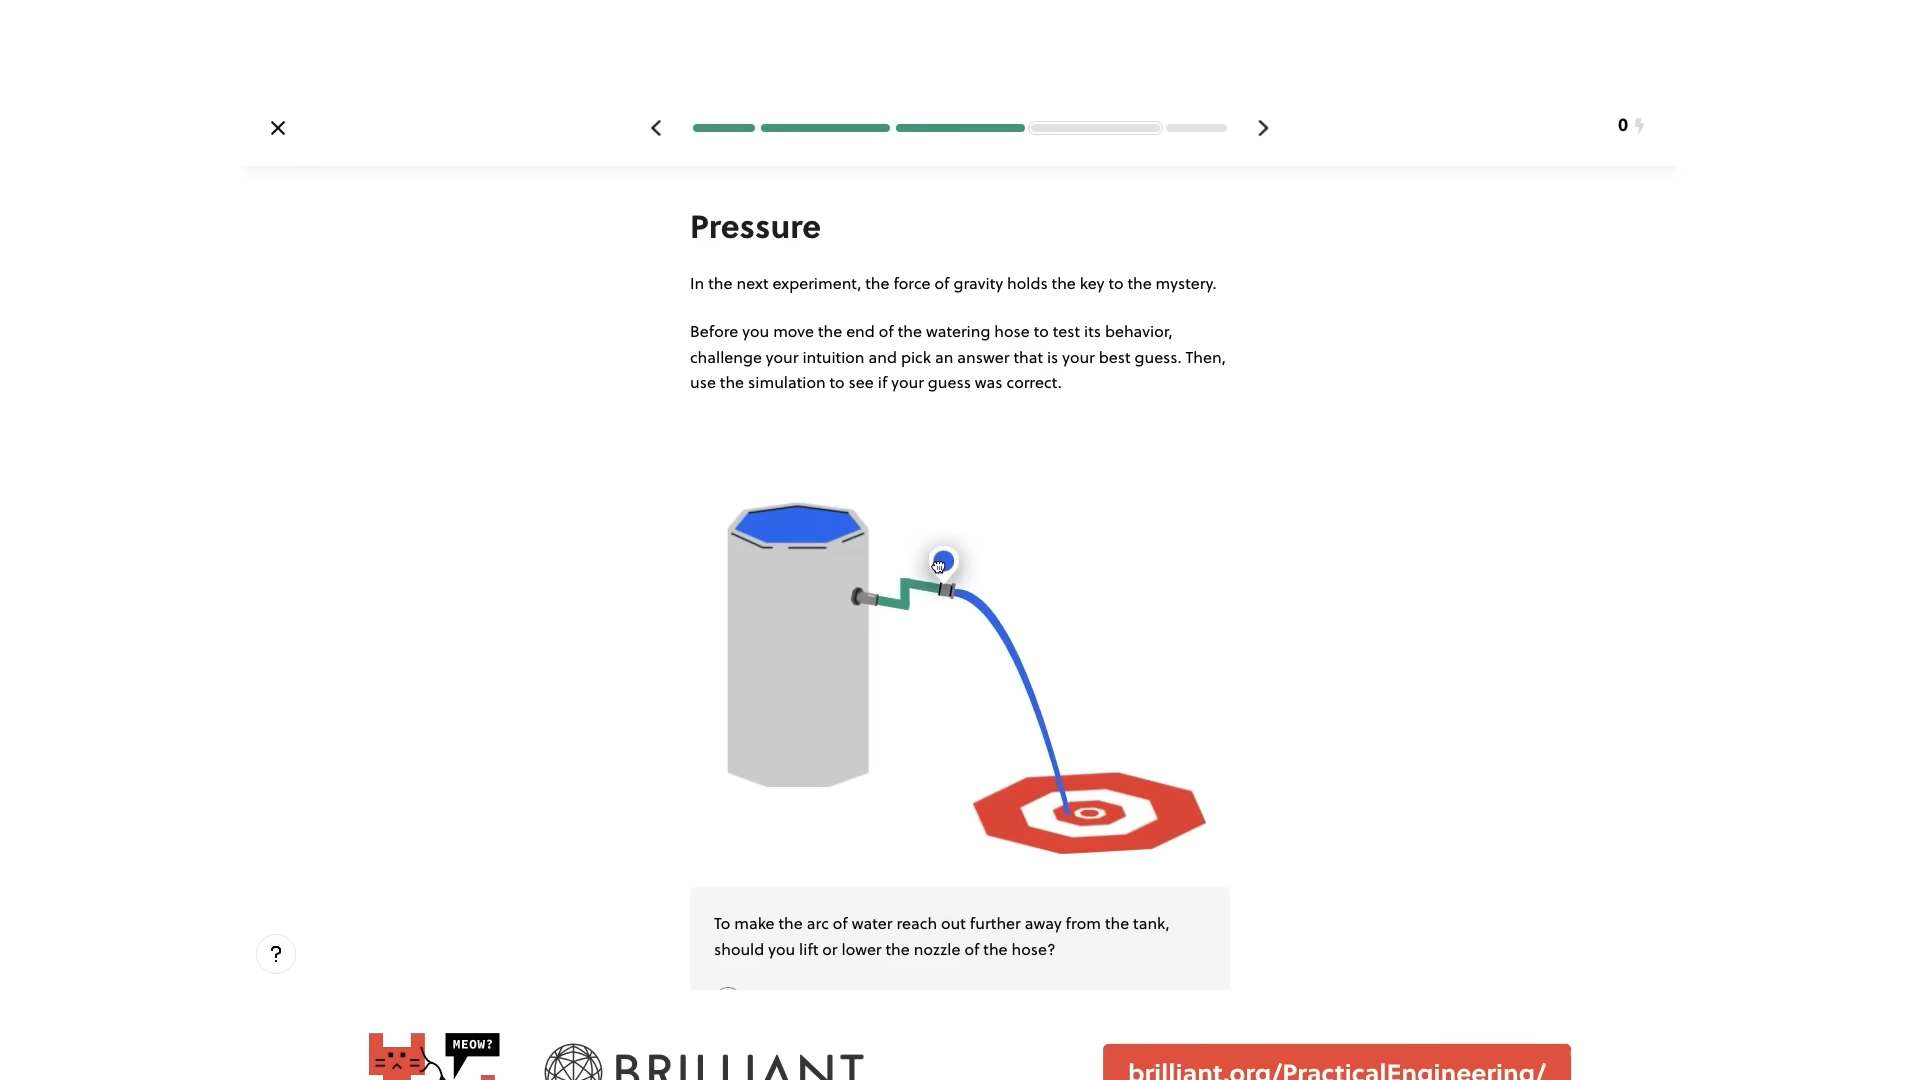 0
Pressure
In the next experiment, the force of gravity holds the key to the mystery.
Before you move the end of the watering hose to test its behavior,
challenge your intuition and pick an answer that is your best guess. Then,
use the simulation to see if your guess was correct.
To make the arc of water reach out further away from the tank,
should you lift or lower the nozzle of the hose?
?
MEOW?
BRILLIANT
brilliant.org/PracticalEngineering/